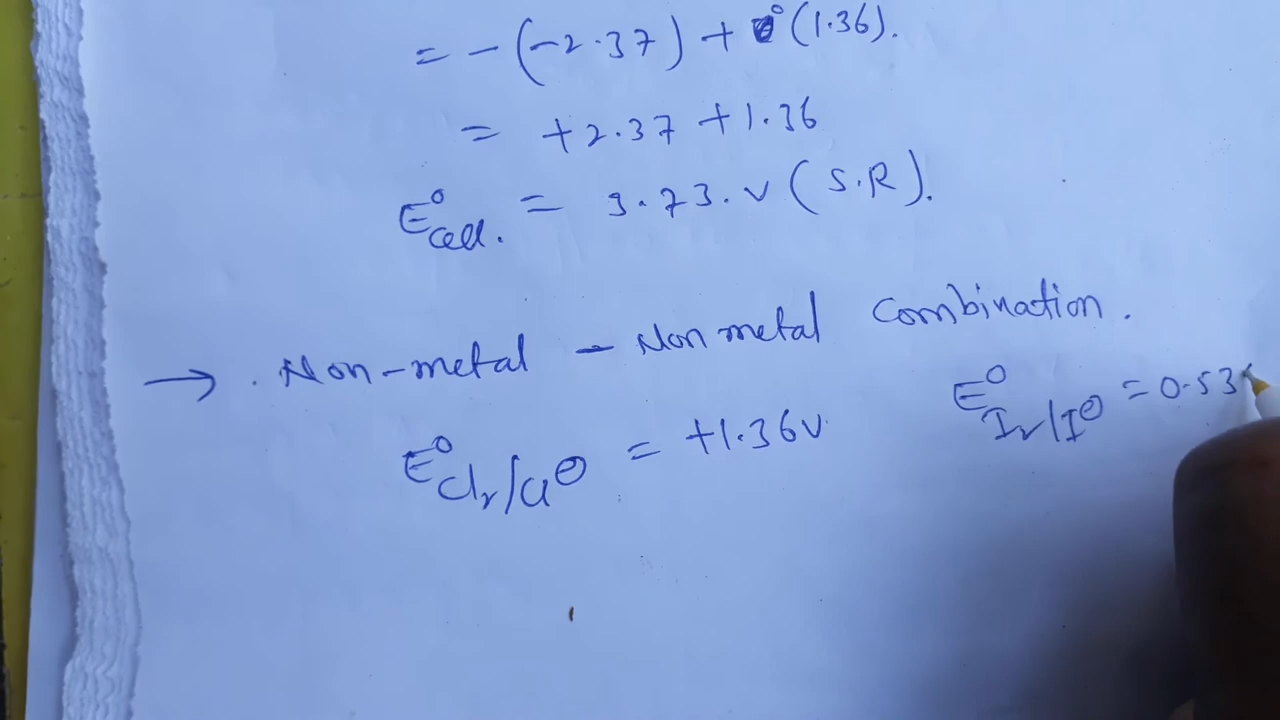 = - (-2.37) + (1.36).
= +2.37 +1.36
E°cell. = 3.73. v (S.R).
→ . Non-metal - Non metal Combination.
E°Cl₂/Cl⊖ = +1.36v E°I₂/I⊖ = 0.53